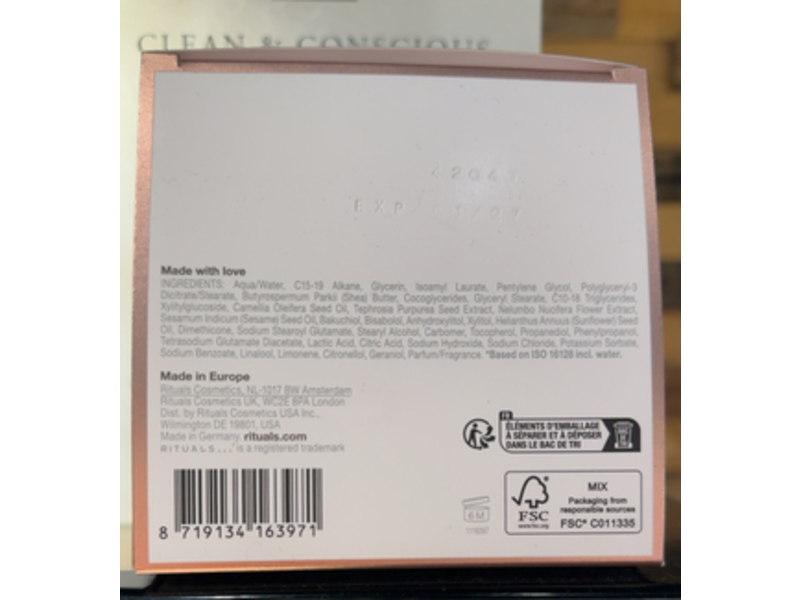 CLEAN & CONSCIOUS
42041
EXP 01/27
Made with love
INGREDIENTS: Aqua/Water, C15-19 Alkane, Glycerin, Isoamyl Laurate, Pentylene Glycol, Polyglyceryl-3
Dicitrate/Stearate, Butyrospermum Parkii (Shea) Butter, Cocoglycerides, Glyceryl Stearate, C10-18 Triglycerides,
Xylitylglucoside, Camellia Oleifera Seed Oil, Tephrosia Purpurea Seed Extract, Nelumbo Nucifera Flower Extract,
Sesamum Indicum (Sesame) Seed Oil, Bakuchiol, Bisabolol, Anhydroxylitol, Xylitol, Helianthus Annuus (Sunflower) Seed
Oil, Dimethicone, Sodium Stearoyl Glutamate, Stearyl Alcohol, Carbomer, Tocopherol, Propanediol, Phenylpropanol,
Tetrasodium Glutamate Diacetate, Lactic Acid, Citric Acid, Sodium Hydroxide, Sodium Chloride, Potassium Sorbate,
Sodium Benzoate, Linalool, Limonene, Citronellol, Geraniol, Parfum/Fragrance. *Based on ISO 16128 incl. water.
Made in Europe
Rituals Cosmetics, NL-1017 BW Amsterdam
Rituals Cosmetics UK, WC2E 8PA London
Dist. by Rituals Cosmetics USA Inc.,
Wilmington DE 19801, USA
Made in Germany. rituals.com
RITUALS... is a registered trademark
FR
ÉLÉMENTS D'EMBALLAGE
À SÉPARER ET À DÉPOSER
DANS LE BAC DE TRI
8 719134 163971
6M
FSC
www.fsc.org
MIX
Packaging from
responsible sources
FSC® C011335